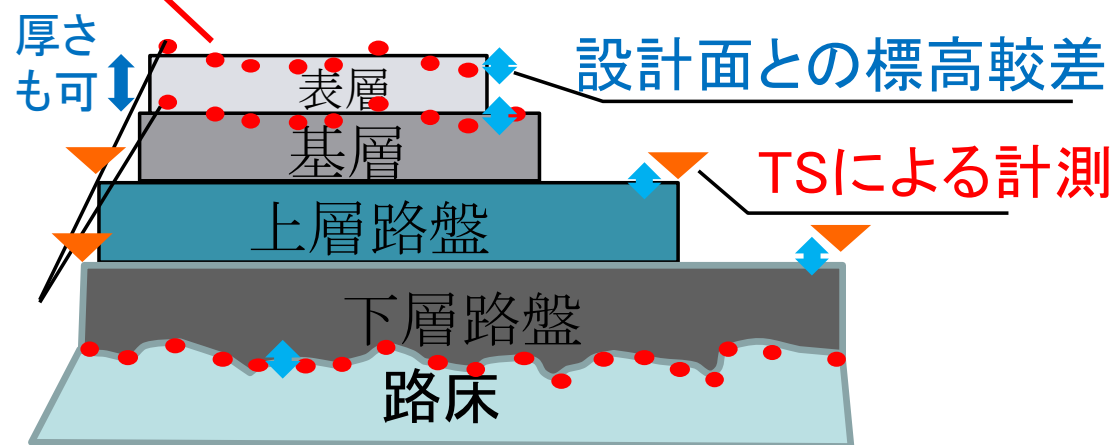 厚さ
も可
設計面との標高較差
表層
基層
TSによる計測
上層路盤
下層路盤
路床